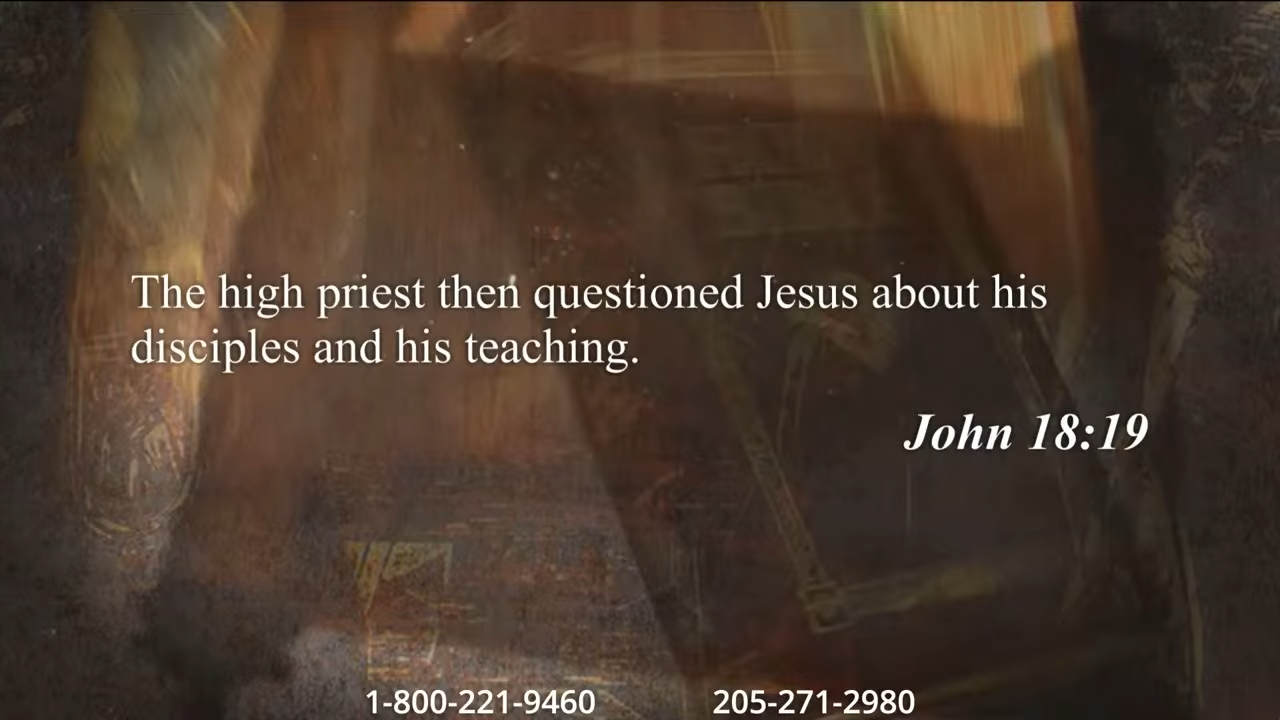 The high priest then questioned Jesus about his
disciples and his teaching.
John 18:19
1-800-221-9460 205-271-2980